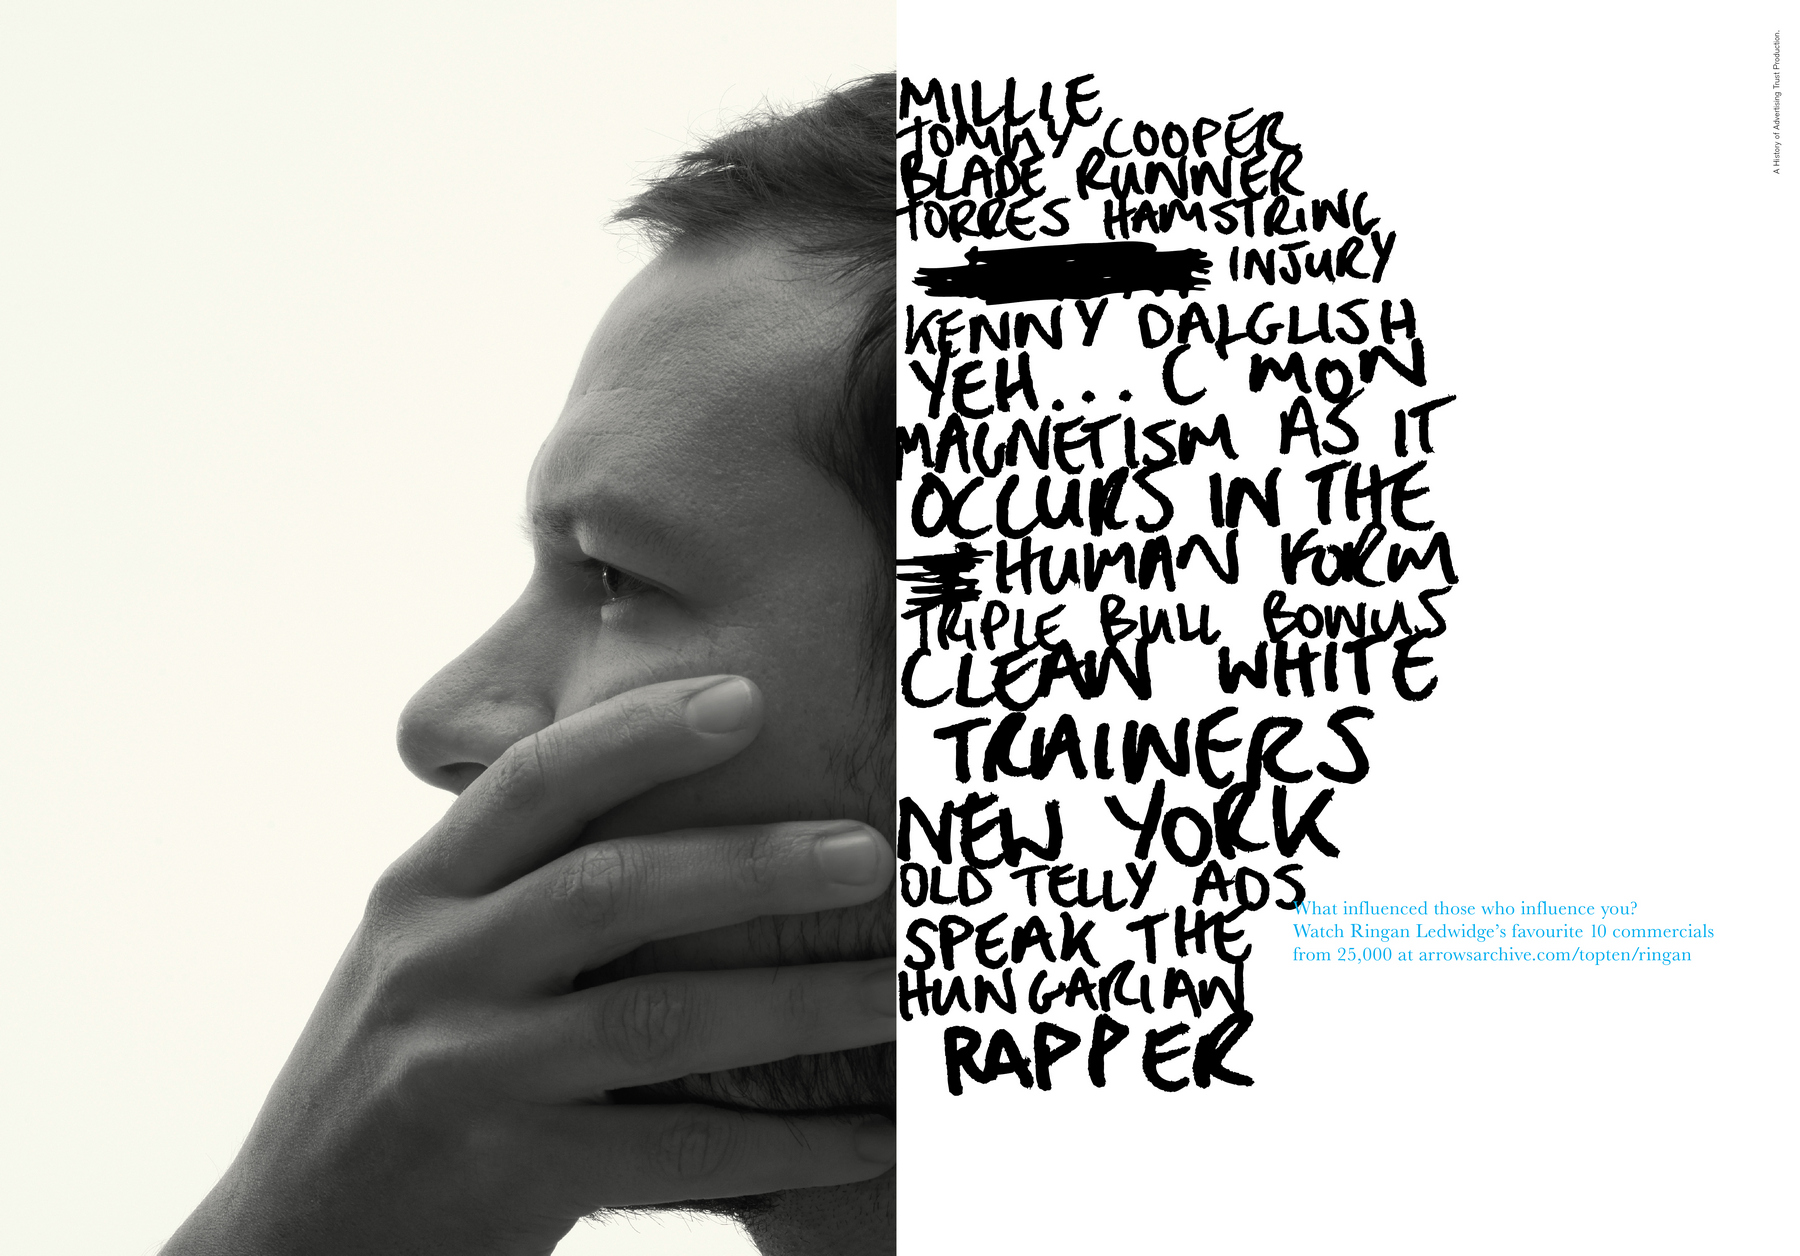 MILLIE
TOMMY COOPER
BLADE RUNNER
TORRES HAMSTRING
INJURY
KENNY DALGLISH
YEH... C'MON
MAGNETISM AS IT
OCCURS IN THE
HUMAN FORM
TRIPLE BULL BONUS
CLEAN WHITE
TRAINERS
NEW YORK
OLD TELLY ADS
SPEAK THE
HUNGARIAN
RAPPER
What influenced those who influence you?
Watch Ringan Ledwidge's favourite 10 commercials
from 25,000 at arrowsarchive.com/topten/ringan
A History of Advertising Trust Production.